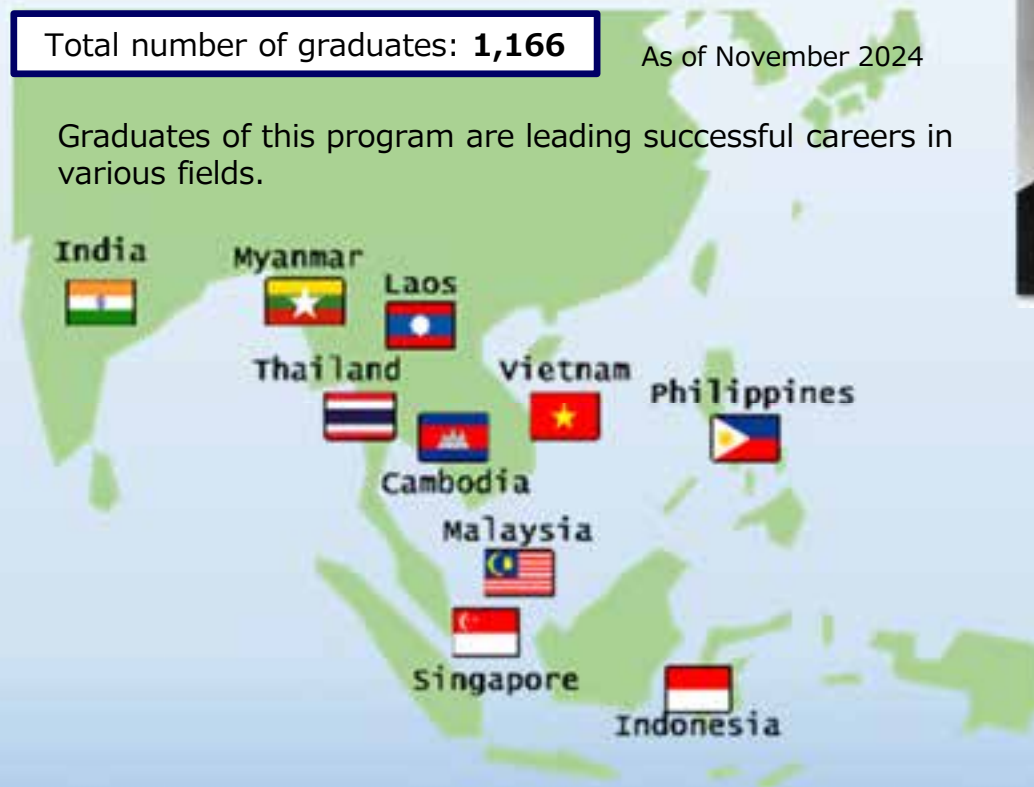 Total number of graduates: 1,166
As of November 2024
Graduates of this program are leading successful careers in
various fields.
India
Myanmar
Laos
Thailand
Vietnam
Philippines
Cambodia
Malaysia
Singapore
Indonesia